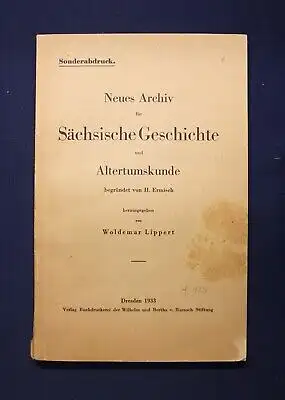 Sonderabdruck.
Neues Archiv
für
Sächsische Geschichte
und
Altertumskunde
begründet von H. Ermisch
herausgegeben
von
Woldemar Lippert
Dresden 1933
Verlag Buchdruckerei der Wilhelm und Bertha v. Baensch Stiftung